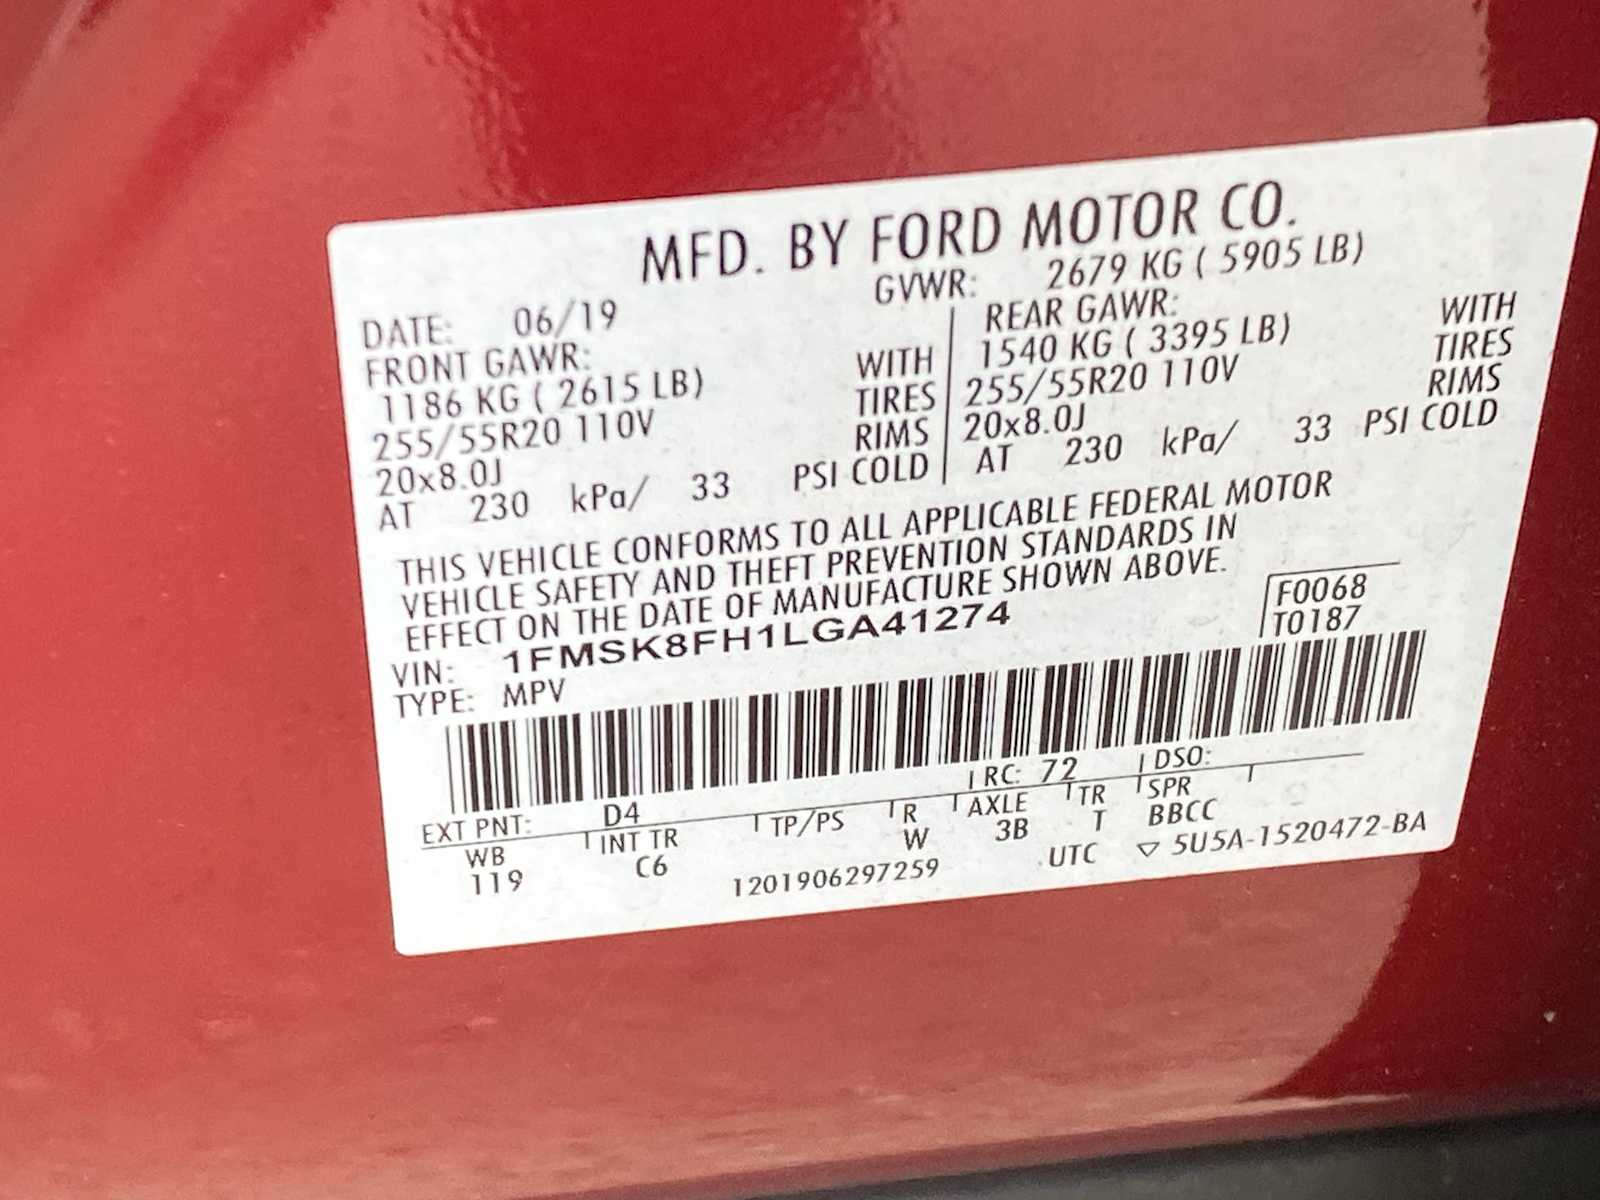 MFD. BY FORD MOTOR CO.
DATE: 06/19 GVWR: 2679 KG ( 5905 LB)
FRONT GAWR: REAR GAWR:
1186 KG ( 2615 LB) WITH 1540 KG ( 3395 LB) WITH
255/55R20 110V TIRES 255/55R20 110V TIRES
20x8.0J RIMS 20x8.0J RIMS
AT 230 kPa/ 33 PSI COLD AT 230 kPa/ 33 PSI COLD
THIS VEHICLE CONFORMS TO ALL APPLICABLE FEDERAL MOTOR
VEHICLE SAFETY AND THEFT PREVENTION STANDARDS IN
EFFECT ON THE DATE OF MANUFACTURE SHOWN ABOVE.
VIN: 1FMSK8FH1LGA41274 F0068
TYPE: MPV T0187
EXT PNT: D4 RC: 72 DSO:
WB INT TR TP/PS R AXLE TR SPR
119 C6 W 3B T BBCC
1201906297259 UTC ▽ 5U5A-1520472-BA